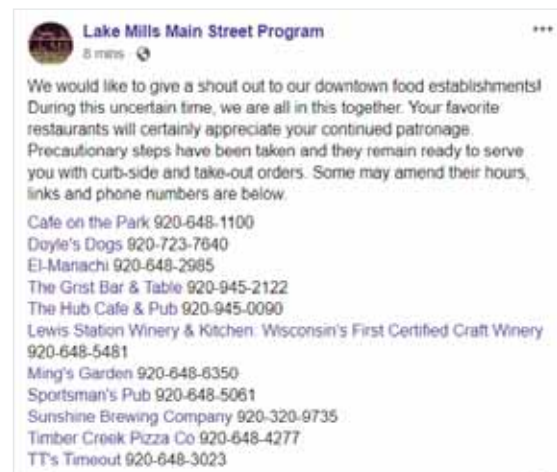 Lake Mills Main Street Program
8 mins
We would like to give a shout out to our downtown food establishments!
During this uncertain time, we are all in this together. Your favorite
restaurants will certainly appreciate your continued patronage.
Precautionary steps have been taken and they remain ready to serve
you with curb-side and take-out orders. Some may amend their hours,
links and phone numbers are below.
Cafe on the Park 920-648-1100
Doyle's Dogs 920-723-7640
El-Mariachi 920-648-2985
The Grist Bar & Table 920-945-2122
The Hub Cafe & Pub 920-945-0090
Lewis Station Winery & Kitchen: Wisconsin's First Certified Craft Winery
920-648-5481
Ming's Garden 920-648-6350
Sportsman's Pub 920-648-5061
Sunshine Brewing Company 920-320-9735
Timber Creek Pizza Co 920-648-4277
TT's Timeout 920-648-3023